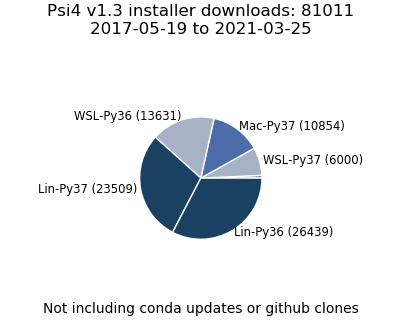 Psi4 v1.3 installer downloads: 81011
2017-05-19 to 2021-03-25
WSL-Py36 (13631)
Mac-Py37 (10854)
WSL-Py37 (6000)
Lin-Py37 (23509)
Lin-Py36 (26439)
Not including conda updates or github clones